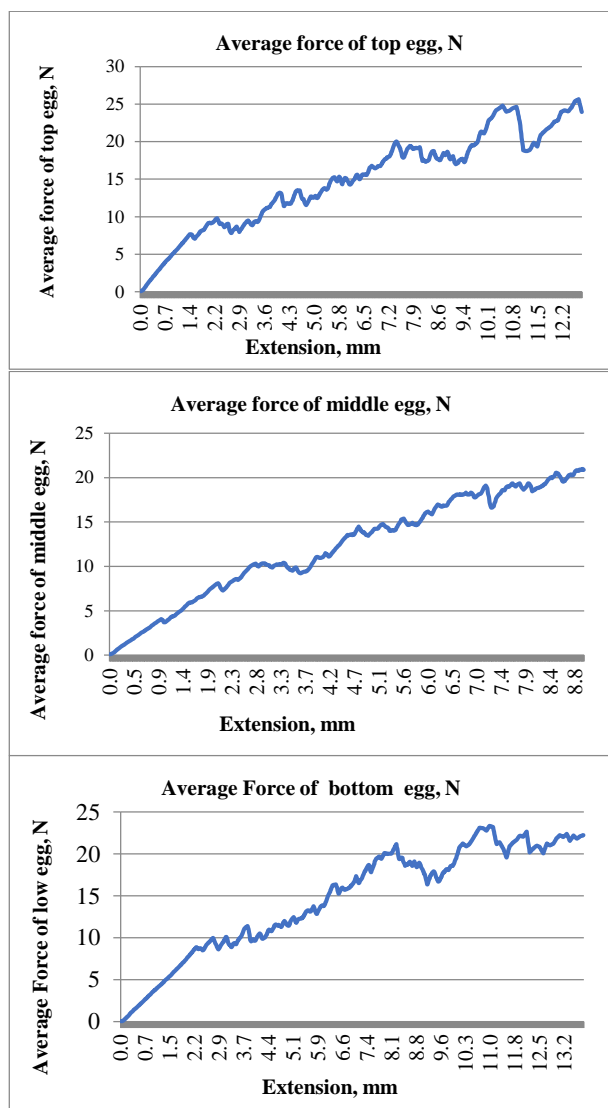 Average force of top egg, N
Average force of top egg, N
30
25
20
15
10
5
0
0.0 0.7 1.4 2.2 2.9 3.6 4.3 5.0 5.8 6.5 7.2 7.9 8.6 9.4 10.1 10.8 11.5 12.2
Extension, mm
Average force of middle egg, N
Average force of middle egg, N
25
20
15
10
5
0
0.0 0.5 0.9 1.4 1.9 2.3 2.8 3.3 3.7 4.2 4.7 5.1 5.6 6.0 6.5 7.0 7.4 7.9 8.4 8.8
Extension, mm
Average Force of bottom egg, N
Average Force of low egg, N
25
20
15
10
5
0
0.0 0.7 1.5 2.2 2.9 3.7 4.4 5.1 5.9 6.6 7.4 8.1 8.8 9.6 10.3 11.0 11.8 12.5 13.2
Extension, mm